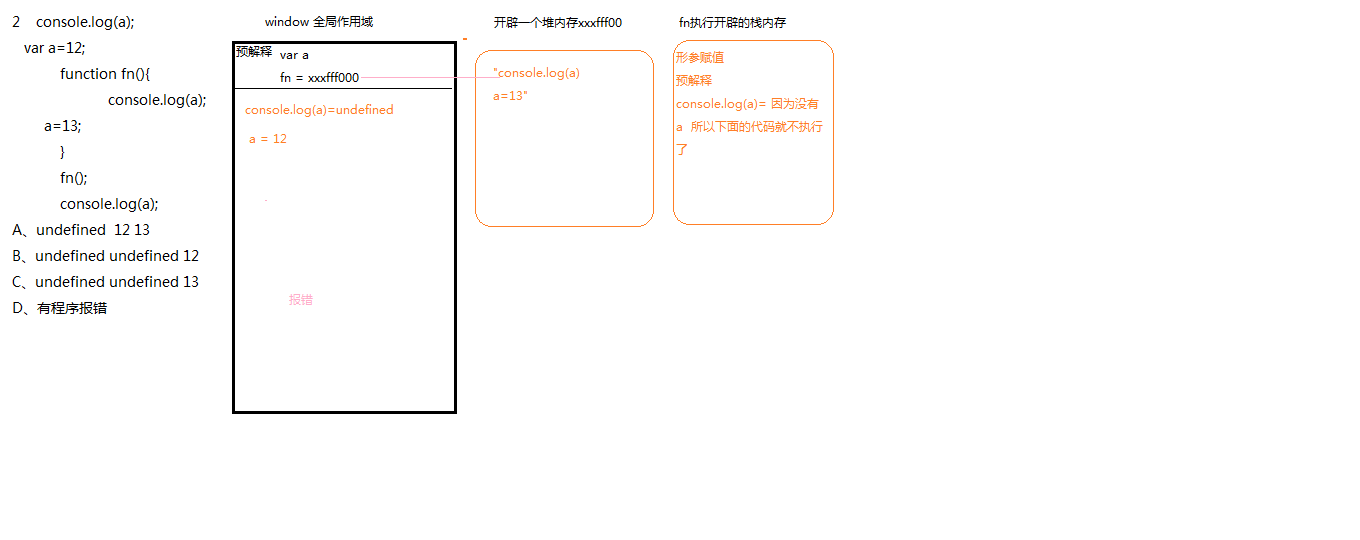 2 console.log(a);
var a=12;
function fn(){
console.log(a);
a=13;
}
fn();
console.log(a);
A、undefined 12 13
B、undefined undefined 12
C、undefined undefined 13
D、有程序报错
window 全局作用域
预解释 var a
fn = xxxfff000
console.log(a)=undefined
a = 12
报错
开辟一个堆内存xxxfff00
"console.log(a)
a=13"
fn执行开辟的栈内存
形参赋值
预解释
console.log(a)= 因为没有
a 所以下面的代码就不执行
了